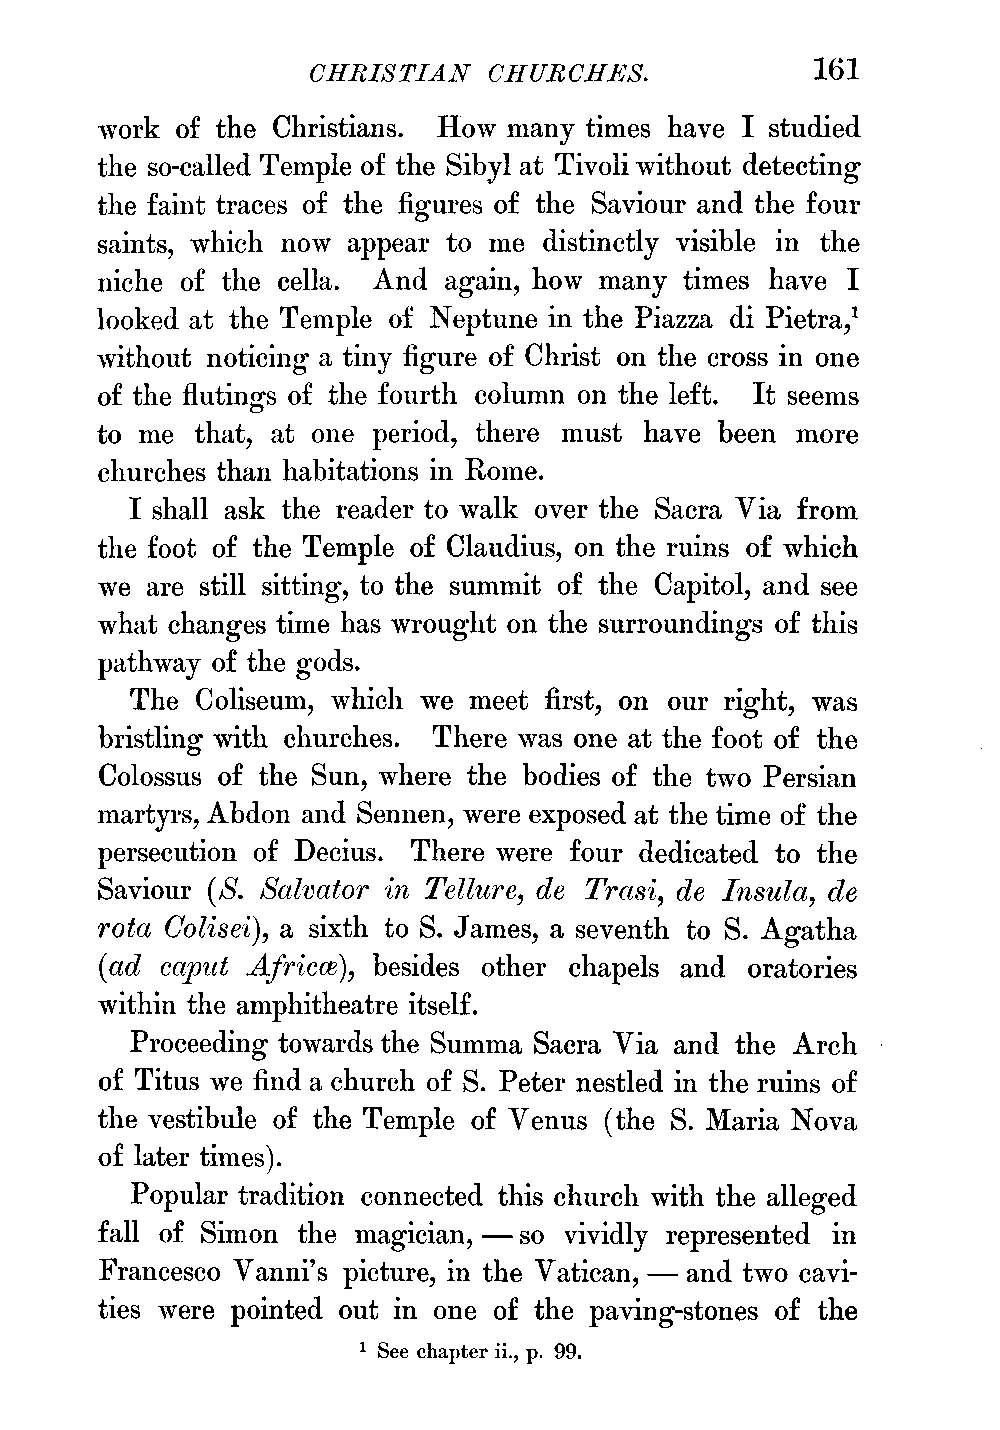 CHRISTIAN CHURCHES. 161
work of the Christians. How many times have I studied
the so-called Temple of the Sibyl at Tivoli without detecting
the faint traces of the figures of the Saviour and the four
saints, which now appear to me distinctly visible in the
niche of the cella. And again, how many times have I
looked at the Temple of Neptune in the Piazza di Pietra,¹
without noticing a tiny figure of Christ on the cross in one
of the flutings of the fourth column on the left. It seems
to me that, at one period, there must have been more
churches than habitations in Rome.
I shall ask the reader to walk over the Sacra Via from
the foot of the Temple of Claudius, on the ruins of which
we are still sitting, to the summit of the Capitol, and see
what changes time has wrought on the surroundings of this
pathway of the gods.
The Coliseum, which we meet first, on our right, was
bristling with churches. There was one at the foot of the
Colossus of the Sun, where the bodies of the two Persian
martyrs, Abdon and Sennen, were exposed at the time of the
persecution of Decius. There were four dedicated to the
Saviour (S. Salvator in Tellure, de Trasi, de Insula, de
rota Colisei), a sixth to S. James, a seventh to S. Agatha
(ad caput Africæ), besides other chapels and oratories
within the amphitheatre itself.
Proceeding towards the Summa Sacra Via and the Arch
of Titus we find a church of S. Peter nestled in the ruins of
the vestibule of the Temple of Venus (the S. Maria Nova
of later times).
Popular tradition connected this church with the alleged
fall of Simon the magician, — so vividly represented in
Francesco Vanni's picture, in the Vatican, — and two cavi-
ties were pointed out in one of the paving-stones of the
¹ See chapter ii., p. 99.